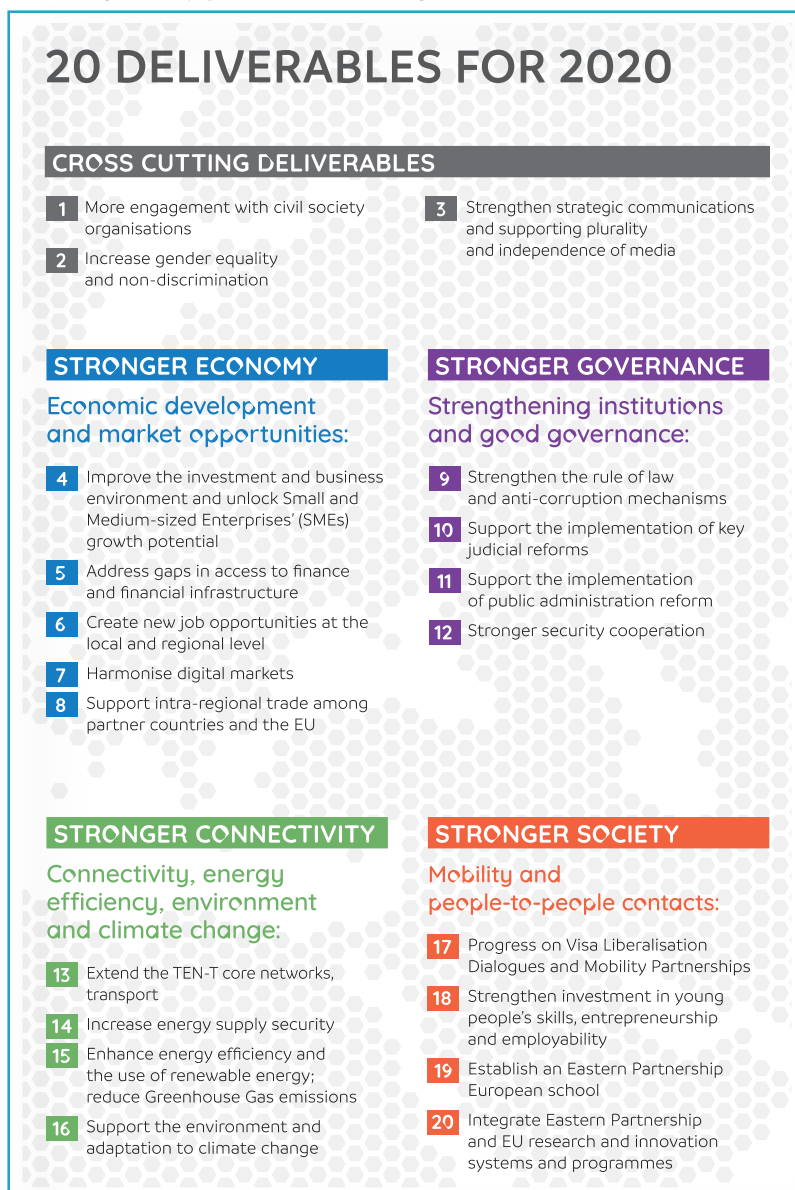 20 DELIVERABLES FOR 2020
CROSS CUTTING DELIVERABLES
1 More engagement with civil society
organisations
2 Increase gender equality
and non-discrimination
3 Strengthen strategic communications
and supporting plurality
and independence of media
STRONGER ECONOMY
Economic development
and market opportunities:
4 Improve the investment and business
environment and unlock Small and
Medium-sized Enterprises’ (SMEs)
growth potential
5 Address gaps in access to finance
and financial infrastructure
6 Create new job opportunities at the
local and regional level
7 Harmonise digital markets
8 Support intra-regional trade among
partner countries and the EU
STRONGER GOVERNANCE
Strengthening institutions
and good governance:
9 Strengthen the rule of law
and anti-corruption mechanisms
10 Support the implementation of key
judicial reforms
11 Support the implementation
of public administration reform
12 Stronger security cooperation
STRONGER CONNECTIVITY
Connectivity, energy
efficiency, environment
and climate change:
13 Extend the TEN-T core networks,
transport
14 Increase energy supply security
15 Enhance energy efficiency and
the use of renewable energy;
reduce Greenhouse Gas emissions
16 Support the environment and
adaptation to climate change
STRONGER SOCIETY
Mobility and
people-to-people contacts:
17 Progress on Visa Liberalisation
Dialogues and Mobility Partnerships
18 Strengthen investment in young
people’s skills, entrepreneurship
and employability
19 Establish an Eastern Partnership
European school
20 Integrate Eastern Partnership
and EU research and innovation
systems and programmes